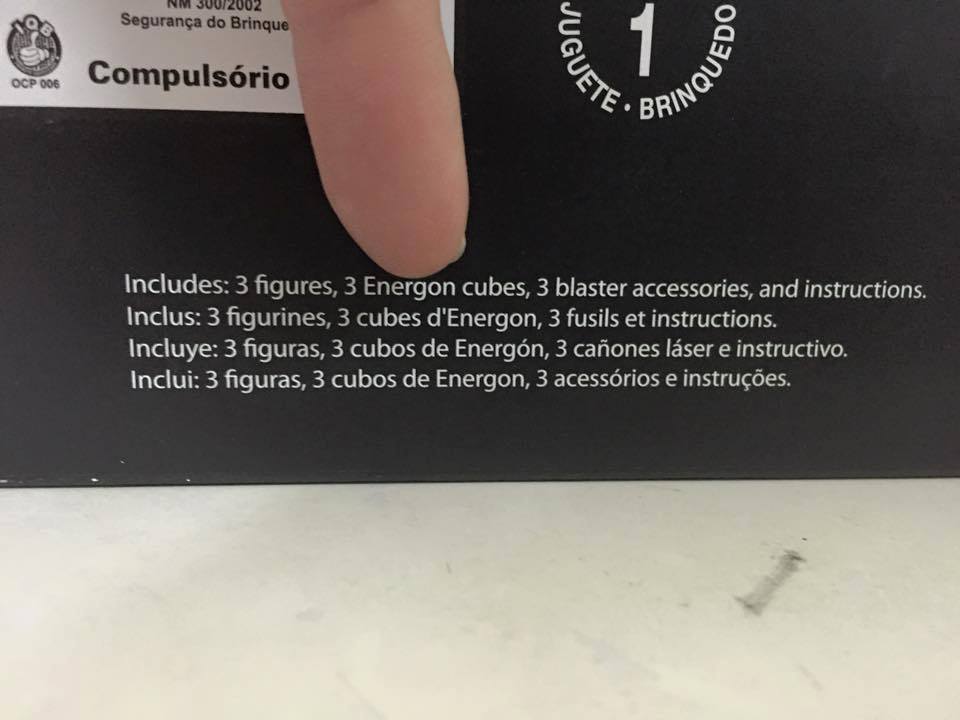 NM 300/2002
Segurança do Brinque
Compulsório
OCP 006
JUGUETE • BRINQUEDO
1
Includes: 3 figures, 3 Energon cubes, 3 blaster accessories, and instructions.
Inclus: 3 figurines, 3 cubes d'Energon, 3 fusils et instructions.
Incluye: 3 figuras, 3 cubos de Energón, 3 cañones láser e instructivo.
Inclui: 3 figuras, 3 cubos de Energon, 3 acessórios e instruções.